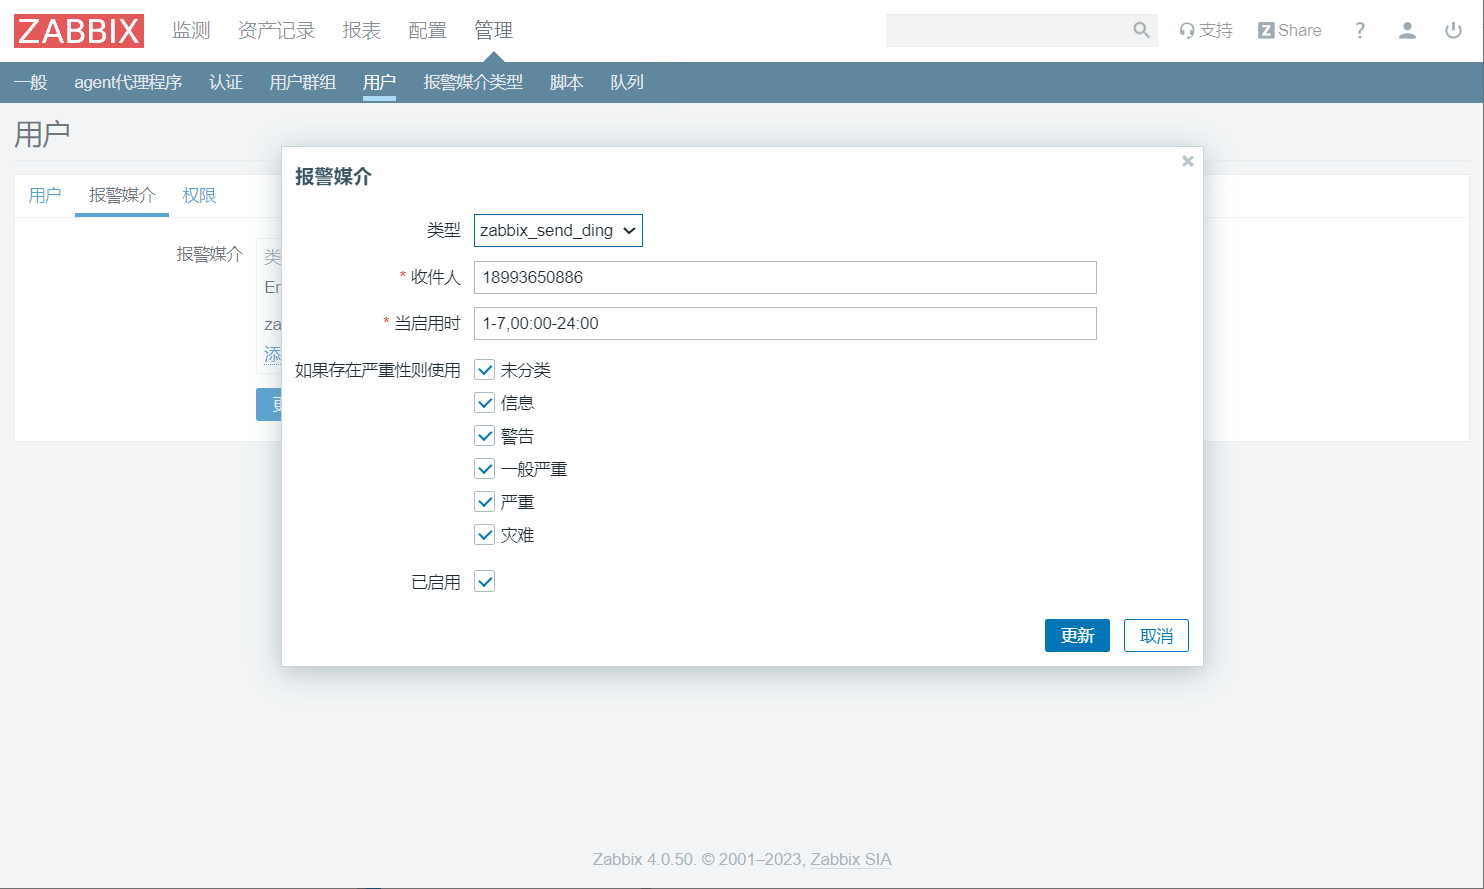 ZABBIX 监测 资产记录 报表 配置 管理 支持 Z Share ?
一般 agent代理程序 认证 用户群组 用户 报警媒介类型 脚本 队列
用户
用户 报警媒介 权限
报警媒介
类
Er
za
添
报警媒介
类型 zabbix_send_ding
* 收件人 18993650886
* 当启用时 1-7,00:00-24:00
如果存在严重性则使用 未分类
信息
警告
一般严重
严重
灾难
已启用
更新 取消
Zabbix 4.0.50. © 2001–2023, Zabbix SIA